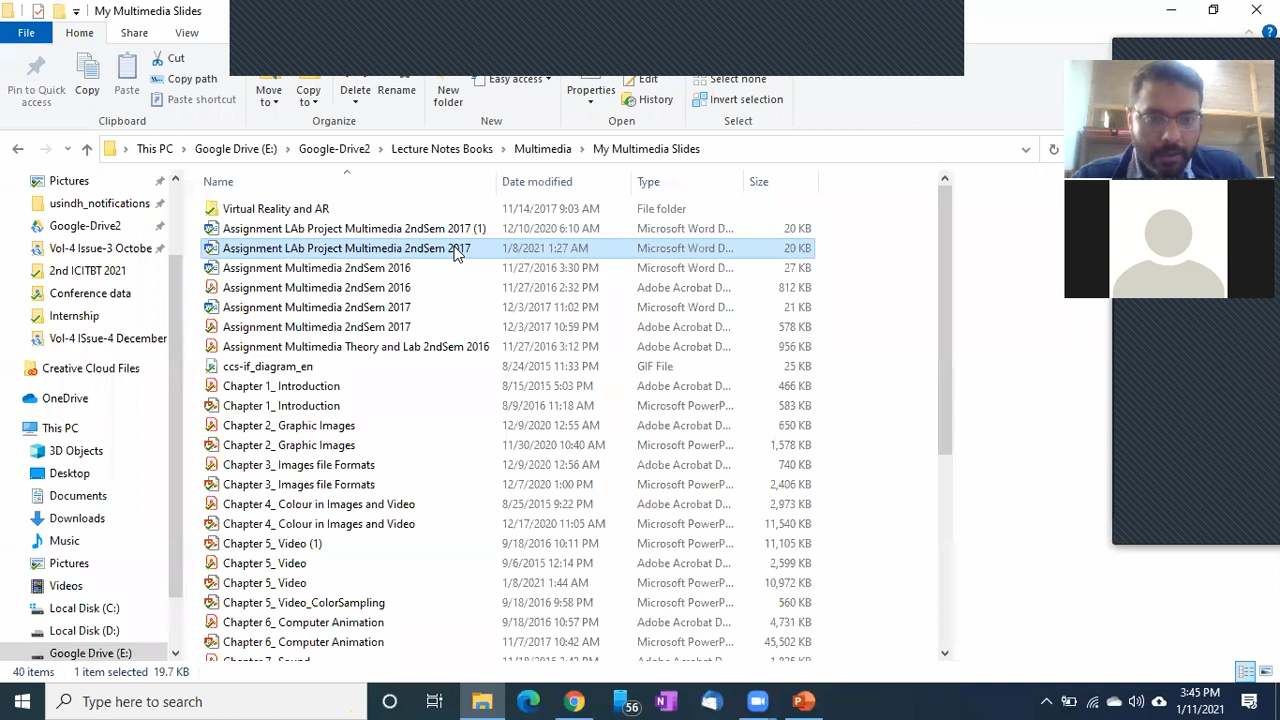 My Multimedia Slides
File Home Share View
Cut
Copy path
Paste shortcut
Pin to Quick access
Copy
Paste
Move to
Copy to
Delete
Rename
New folder
Easy access
Properties
Edit
History
Select none
Invert selection
Clipboard Organize New Open Select
This PC Google Drive (E:) Google-Drive2 Lecture Notes Books Multimedia My Multimedia Slides
Name Date modified Type Size
Pictures
usindh_notifications
Google-Drive2
Vol-4 Issue-3 Octobe
2nd ICITBT 2021
Conference data
Internship
Vol-4 Issue-4 December
Creative Cloud Files
OneDrive
This PC
3D Objects
Desktop
Documents
Downloads
Music
Pictures
Videos
Local Disk (C:)
Local Disk (D:)
Google Drive (E:)
Virtual Reality and AR 11/14/2017 9:03 AM File folder
Assignment LAb Project Multimedia 2ndSem 2017 (1) 12/10/2020 6:10 AM Microsoft Word D... 20 KB
Assignment LAb Project Multimedia 2ndSem 2017 1/8/2021 1:27 AM Microsoft Word D... 20 KB
Assignment Multimedia 2ndSem 2016 11/27/2016 3:30 PM Microsoft Word D... 27 KB
Assignment Multimedia 2ndSem 2016 11/27/2016 2:32 PM Adobe Acrobat D... 812 KB
Assignment Multimedia 2ndSem 2017 12/3/2017 11:02 PM Microsoft Word D... 21 KB
Assignment Multimedia 2ndSem 2017 12/3/2017 10:59 PM Adobe Acrobat D... 578 KB
Assignment Multimedia Theory and Lab 2ndSem 2016 11/27/2016 3:12 PM Adobe Acrobat D... 956 KB
ccs-if_diagram_en 8/24/2015 11:33 PM GIF File 25 KB
Chapter 1_ Introduction 8/15/2015 5:03 PM Adobe Acrobat D... 466 KB
Chapter 1_ Introduction 8/9/2016 11:18 AM Microsoft PowerP... 583 KB
Chapter 2_ Graphic Images 12/9/2020 12:55 AM Adobe Acrobat D... 650 KB
Chapter 2_ Graphic Images 11/30/2020 10:40 AM Microsoft PowerP... 1,578 KB
Chapter 3_ Images file Formats 12/9/2020 12:56 AM Adobe Acrobat D... 740 KB
Chapter 3_ Images file Formats 12/7/2020 1:00 PM Microsoft PowerP... 2,406 KB
Chapter 4_ Colour in Images and Video 8/25/2015 9:22 PM Adobe Acrobat D... 2,973 KB
Chapter 4_ Colour in Images and Video 12/17/2020 11:05 AM Microsoft PowerP... 11,540 KB
Chapter 5_ Video (1) 9/18/2016 10:11 PM Microsoft PowerP... 11,105 KB
Chapter 5_ Video 9/6/2015 12:14 PM Adobe Acrobat D... 2,599 KB
Chapter 5_ Video 1/8/2021 1:44 AM Microsoft PowerP... 10,972 KB
Chapter 5_ Video_ColorSampling 9/18/2016 9:58 PM Microsoft PowerP... 560 KB
Chapter 6_ Computer Animation 9/18/2016 10:57 PM Adobe Acrobat D... 4,731 KB
Chapter 6_ Computer Animation 11/7/2017 10:42 AM Microsoft PowerP... 45,502 KB
40 items 1 item selected 19.7 KB
Type here to search
56
3:45 PM
1/11/2021